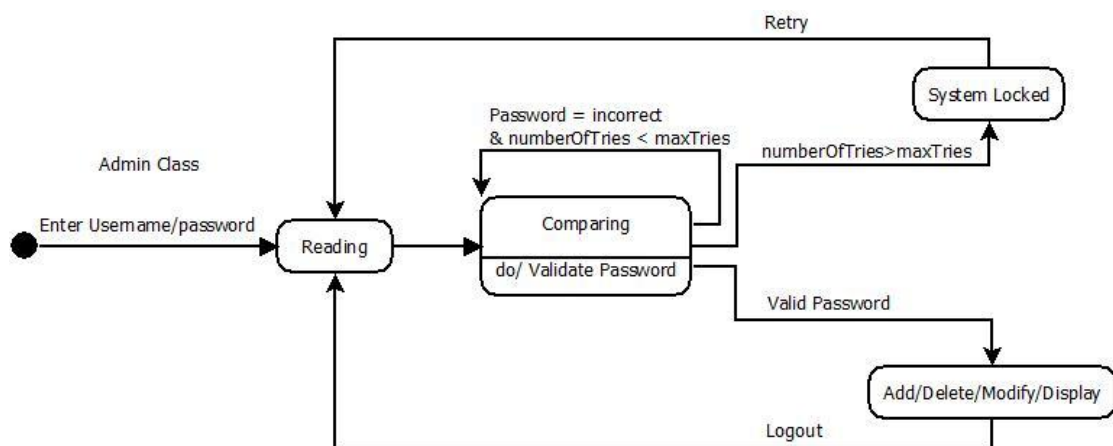 Retry
System Locked
Password = incorrect
& numberOfTries < maxTries
numberOfTries>maxTries
Admin Class
Enter Username/password
Reading
Comparing
do/ Validate Password
Valid Password
Add/Delete/Modify/Display
Logout